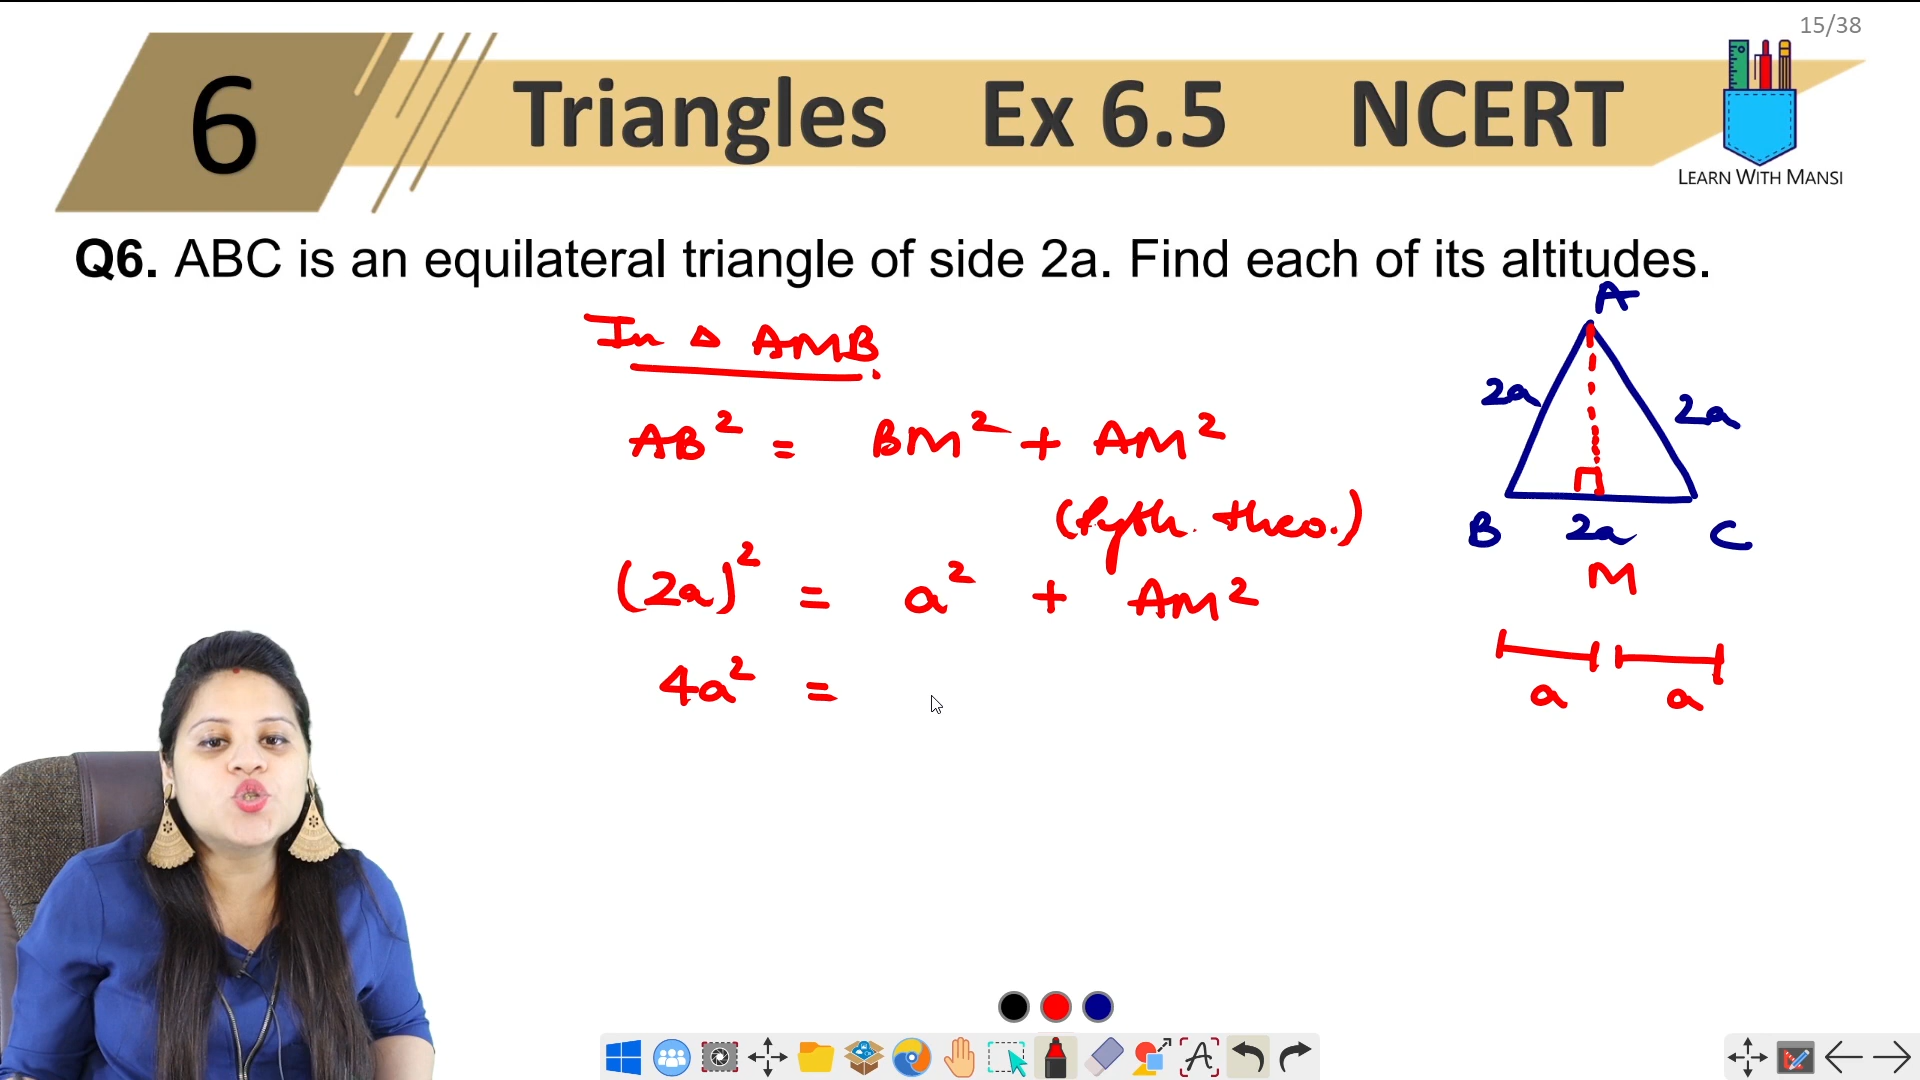 15/38
6 Triangles Ex 6.5 NCERT
LEARN WITH MANSI
Q6. ABC is an equilateral triangle of side 2a. Find each of its altitudes.
In Δ AMB
AB² = BM² + AM²
(Pyth. theo.)
(2a)² = a² + AM²
4a² =
A
2a 2a
B 2a C
M
a a